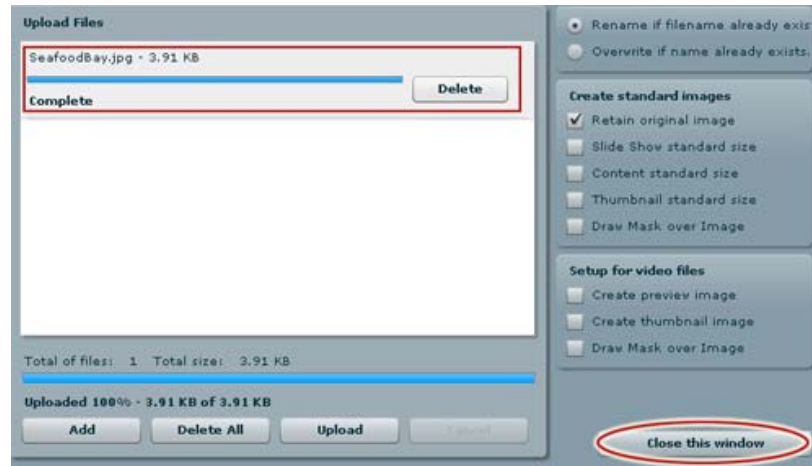 Upload Files
SeafoodBay.jpg - 3.91 KB
Delete
Complete
Total of files: 1 Total size: 3.91 KB
Uploaded 100% - 3.91 KB of 3.91 KB
Add Delete All Upload Cancel
Rename if filename already exis
Overwrite if name already exists.
Create standard images
Retain original image
Slide Show standard size
Content standard size
Thumbnail standard size
Draw Mask over Image
Setup for video files
Create preview image
Create thumbnail image
Draw Mask over Image
Close this window